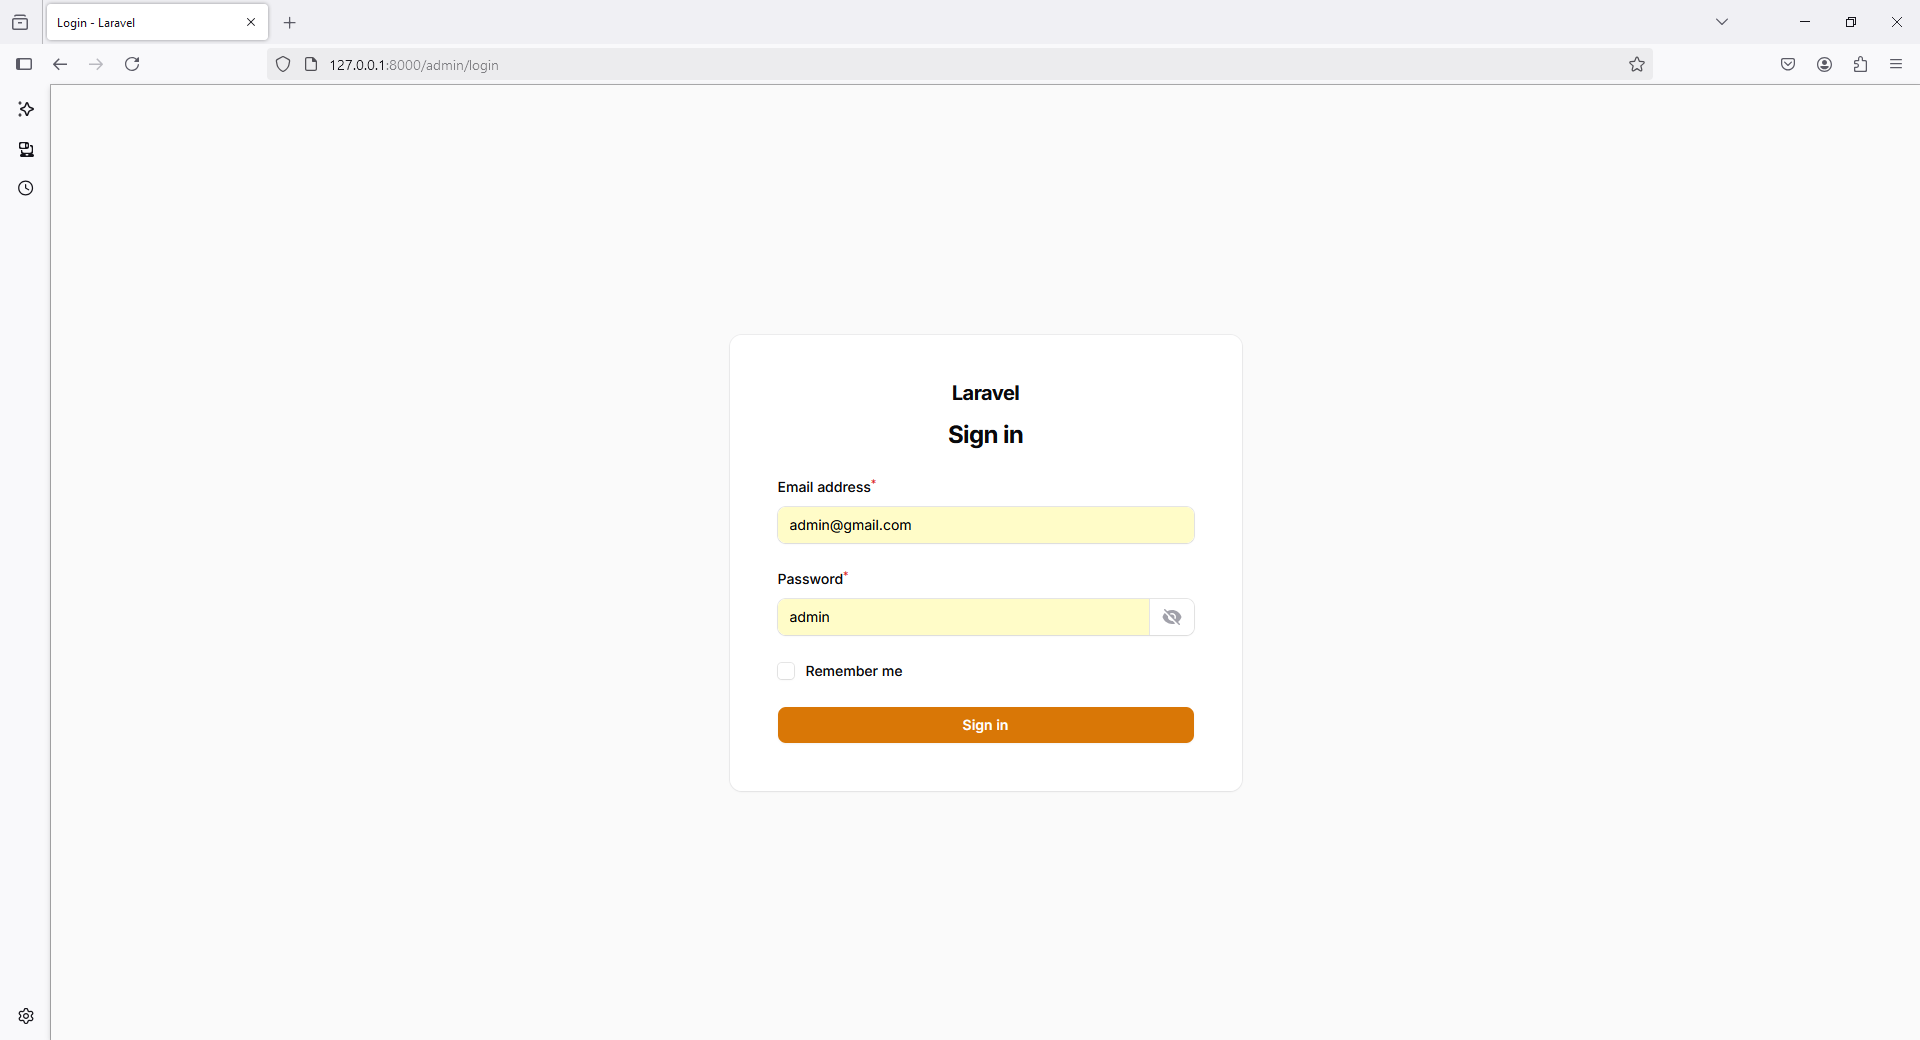 Login - Laravel
127.0.0.1:8000/admin/login
Laravel
Sign in
Email address*
admin@gmail.com
Password*
admin
Remember me
Sign in